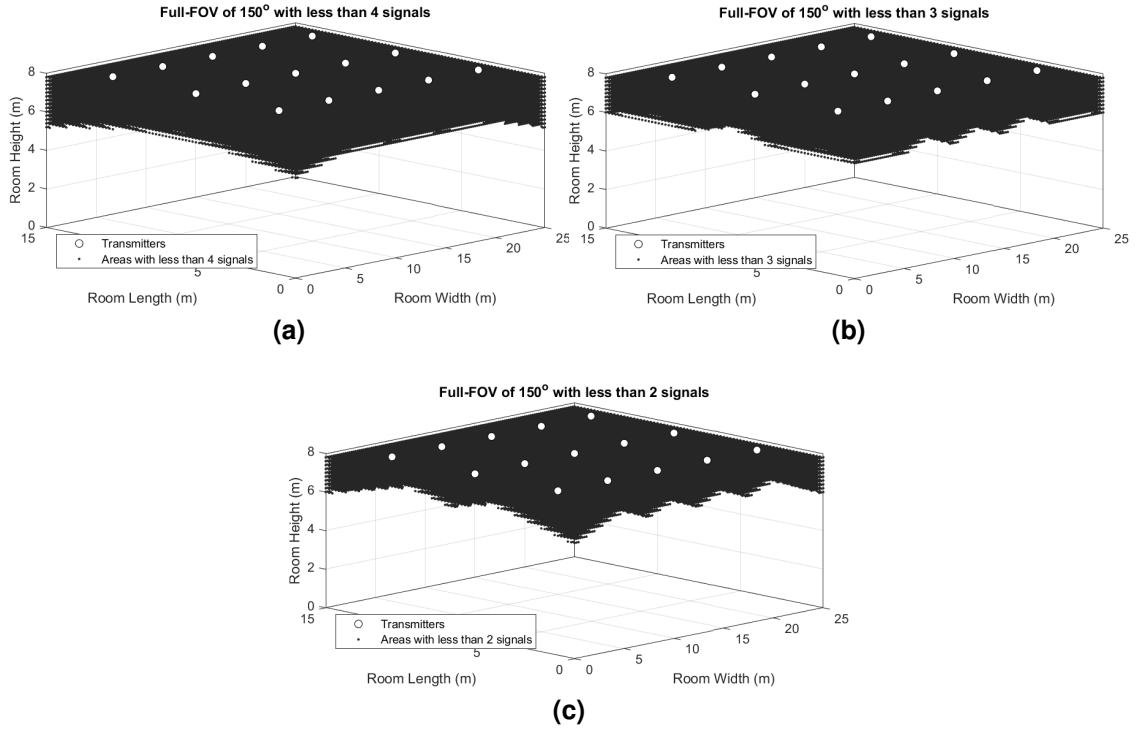 Full-FOV of 150° with less than 4 signals
8
6
4
2
0
Room Height (m)
15
5
0
Room Length (m)
0
5
10
15
20
25
Room Width (m)
Transmitters
Areas with less than 4 signals
(a)
Full-FOV of 150° with less than 3 signals
8
6
4
2
0
Room Height (m)
15
5
0
Room Length (m)
0
5
10
15
20
25
Room Width (m)
Transmitters
Areas with less than 3 signals
(b)
Full-FOV of 150° with less than 2 signals
8
6
4
2
0
Room Height (m)
15
5
0
Room Length (m)
0
5
10
15
20
25
Room Width (m)
Transmitters
Areas with less than 2 signals
(c)